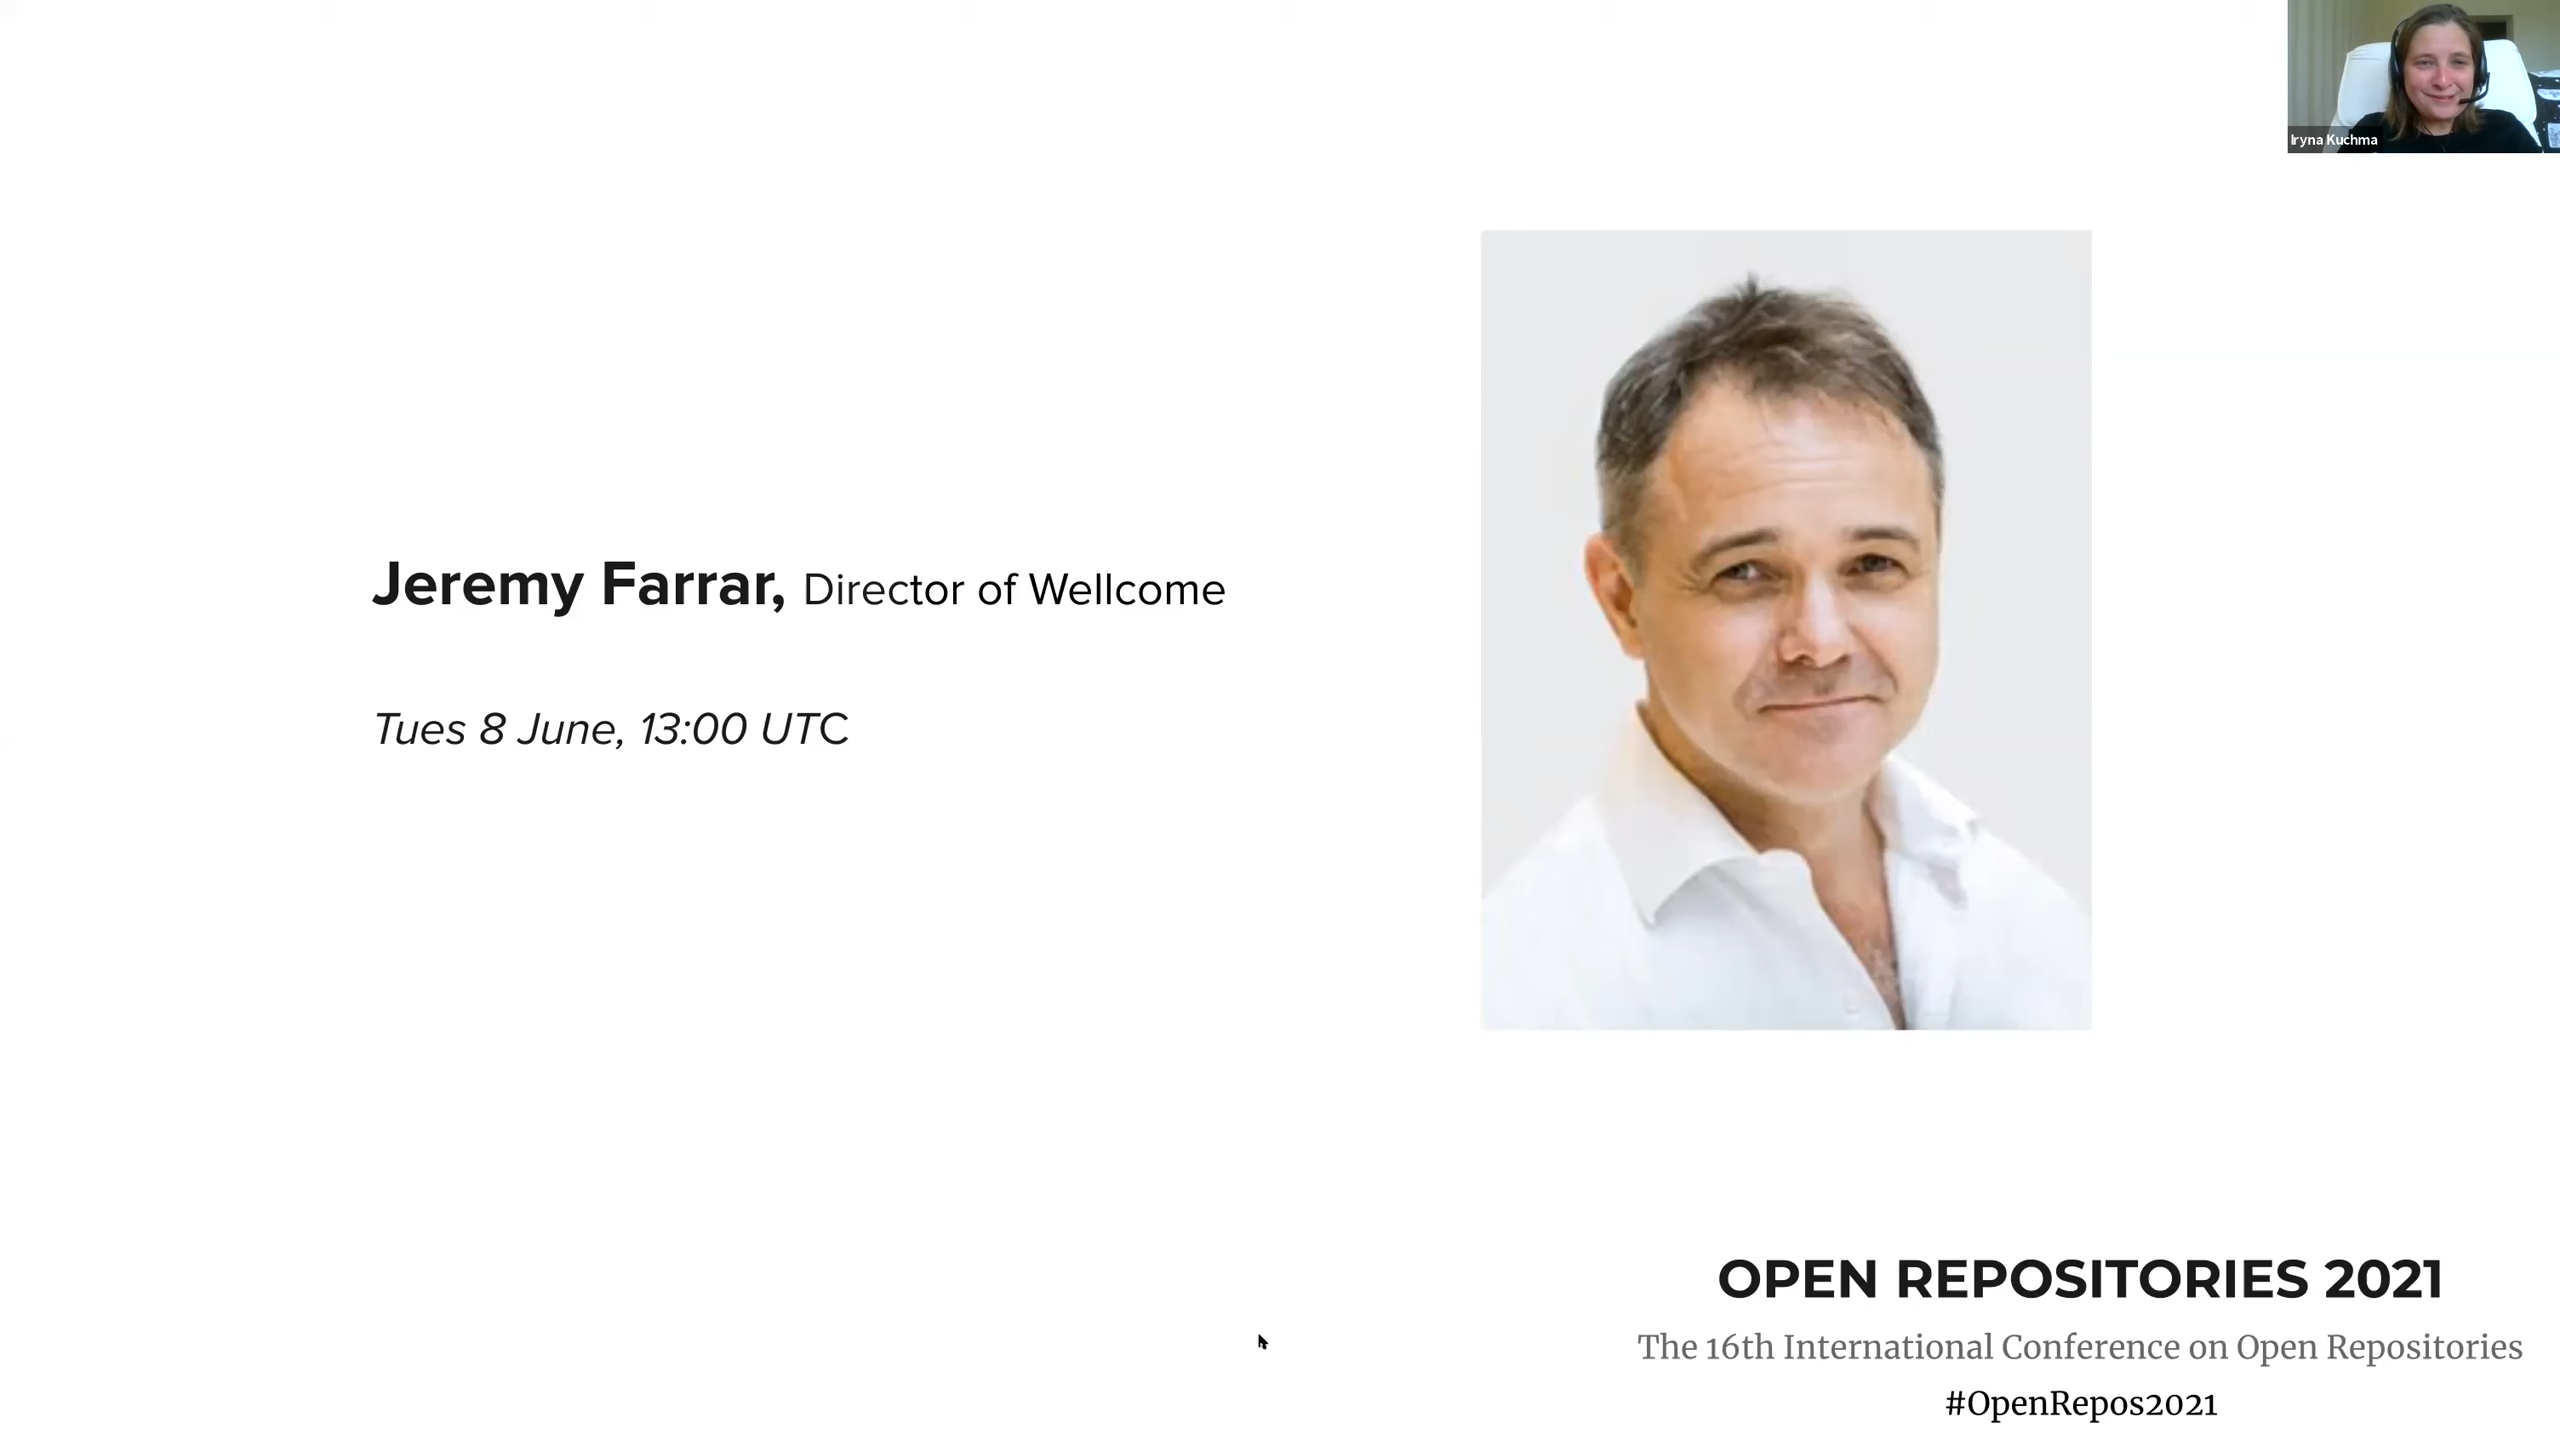 Iryna Kuchma
Jeremy Farrar, Director of Wellcome
Tues 8 June, 13:00 UTC
OPEN REPOSITORIES 2021
The 16th International Conference on Open Repositories
#OpenRepos2021